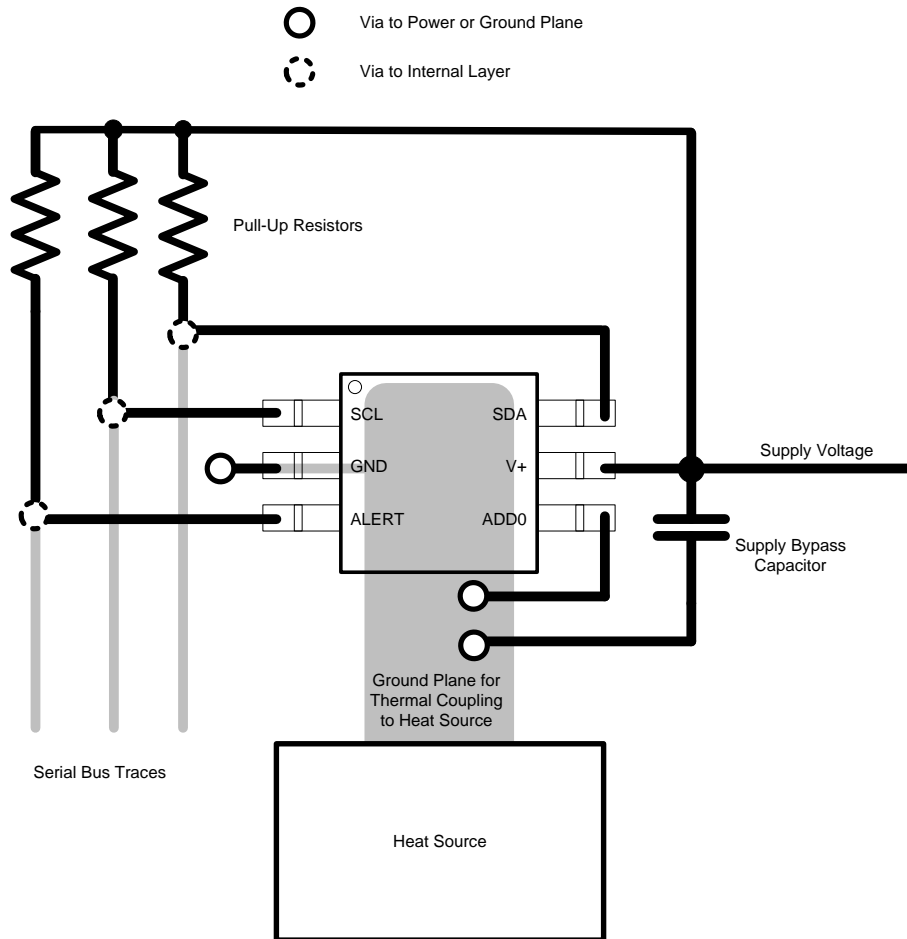 Via to Power or Ground Plane
Via to Internal Layer
Pull-Up Resistors
SCL
SDA
GND
V+
ALERT
ADD0
Supply Voltage
Supply Bypass
Capacitor
Ground Plane for
Thermal Coupling
to Heat Source
Serial Bus Traces
Heat Source